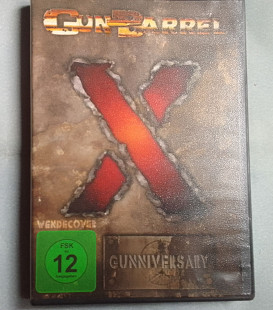 GUN BARREL
X
WENDECOVER
FSK
12
GUNNIVERSARY